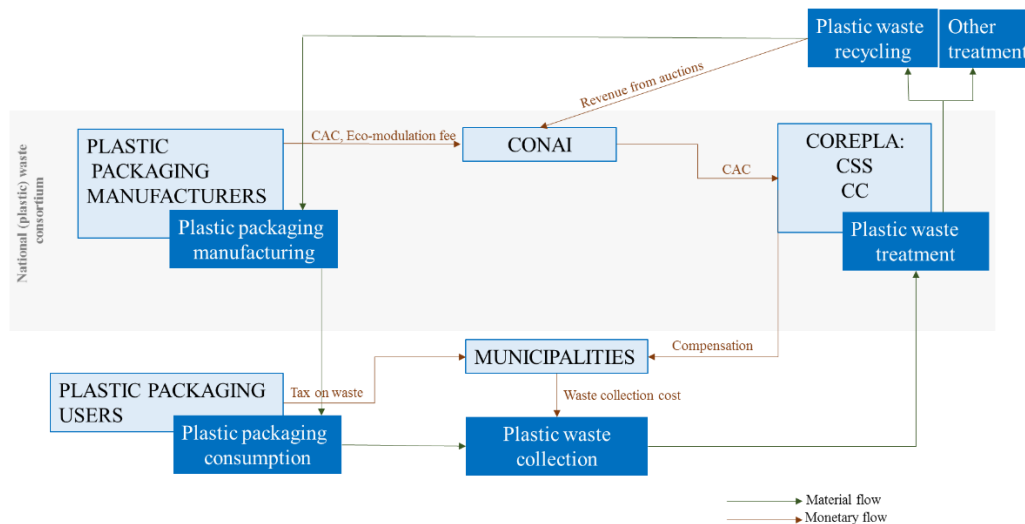 Plastic waste
recycling
Other
treatment
Revenue from auctions
National (plastic) waste
consortium
PLASTIC
PACKAGING
MANUFACTURERS
CAC, Eco-modulation fee
CONAI
CAC
COREPLA:
CSS
CC
Plastic packaging
manufacturing
Plastic waste
treatment
MUNICIPALITIES
Compensation
PLASTIC PACKAGING
USERS
Tax on waste
Waste collection cost
Plastic packaging
consumption
Plastic waste
collection
Material flow
Monetary flow